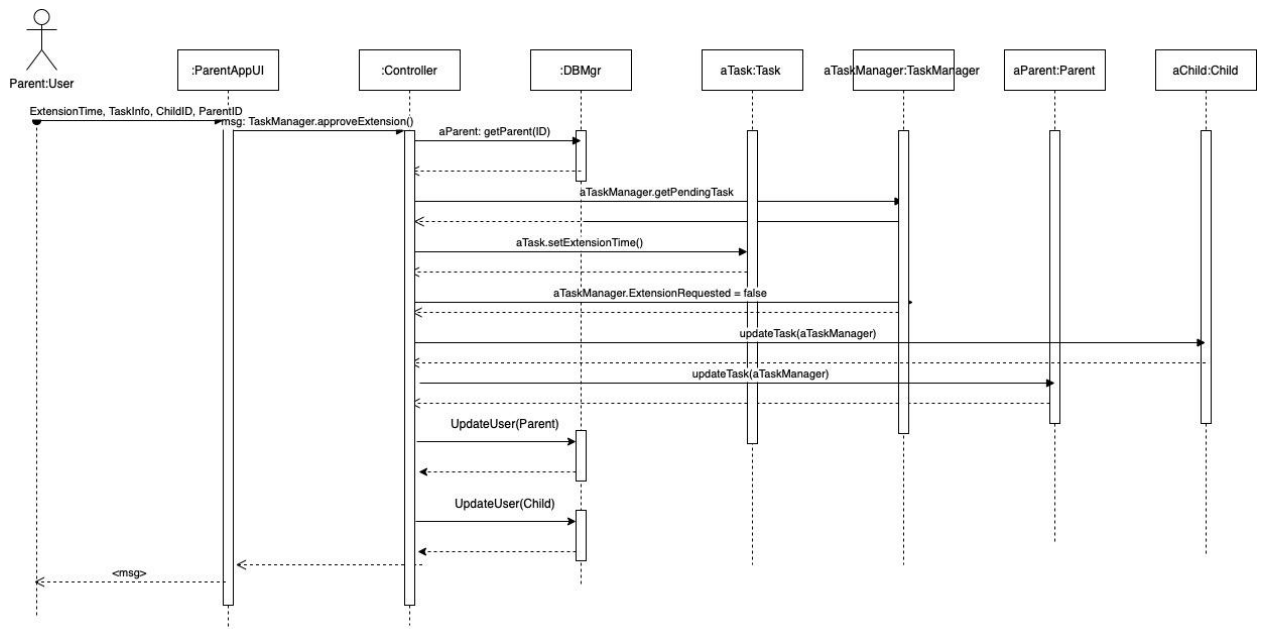 Parent:User
:ParentAppUI
:Controller
:DBMgr
aTask:Task
aTaskManager:TaskManager
aParent:Parent
aChild:Child
ExtensionTime, TaskInfo, ChildID, ParentID
msg: TaskManager.approveExtension()
aParent: getParent(ID)
aTaskManager.getPendingTask
aTask.setExtensionTime()
aTaskManager.ExtensionRequested = false
updateTask(aTaskManager)
updateTask(aTaskManager)
UpdateUser(Parent)
UpdateUser(Child)
<msg>